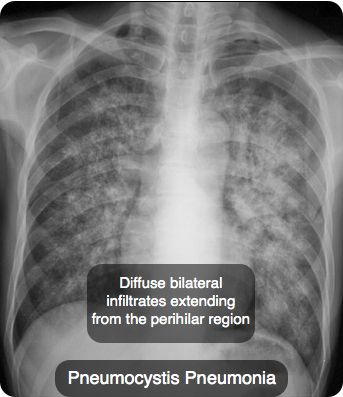 Diffuse bilateral
infiltrates extending
from the perihilar region
Pneumocystis Pneumonia